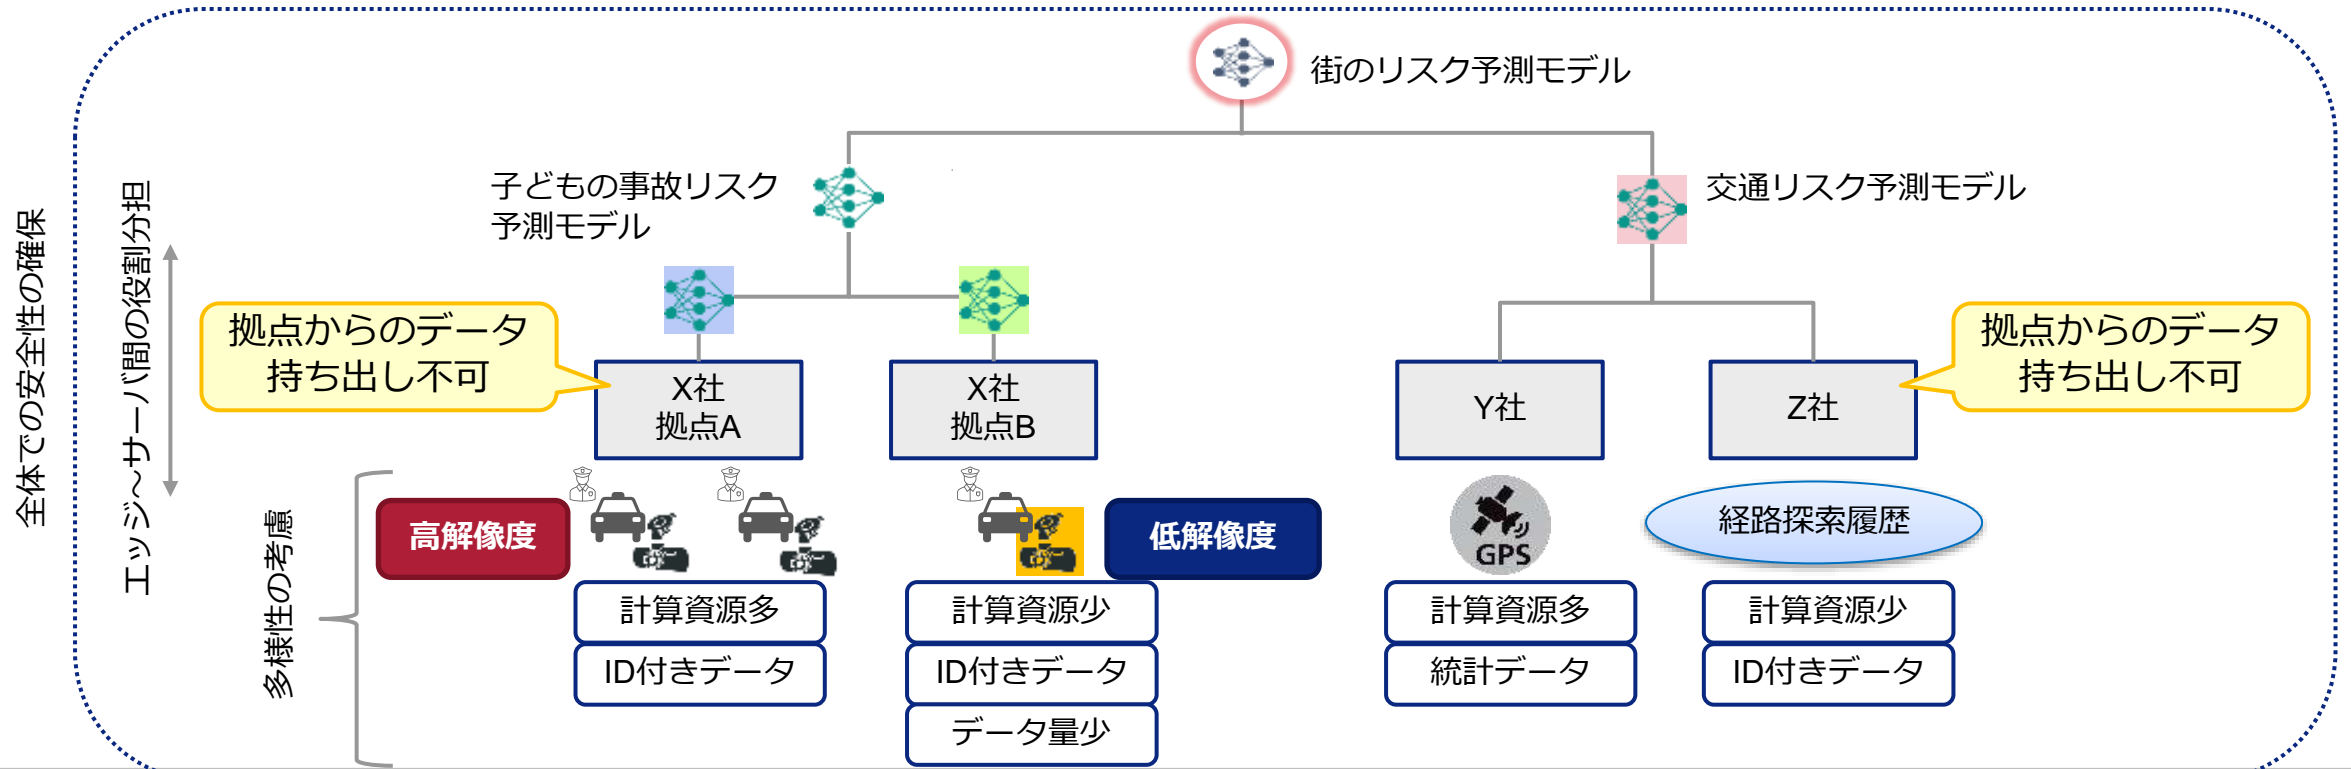 街のリスク予測モデル
子どもの事故リスク
予測モデル
交通リスク予測モデル
全体での安全性の確保
エッジ～サーバ間の役割分担
拠点からのデータ
持ち出し不可
X社
拠点A
X社
拠点B
Y社
Z社
拠点からのデータ
持ち出し不可
多様性の考慮
高解像度
低解像度
GPS
経路探索履歴
計算資源多
ID付きデータ
計算資源少
ID付きデータ
データ量少
計算資源多
統計データ
計算資源少
ID付きデータ